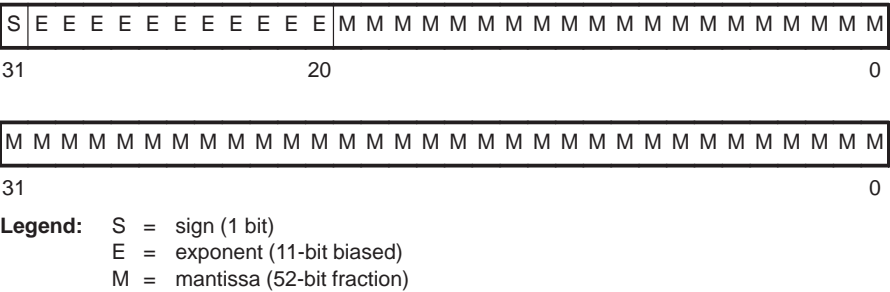 S E E E E E E E E E E E M M M M M M M M M M M M M M M M M M M M
31 20 0
M M M M M M M M M M M M M M M M M M M M M M M M M M M M M M M M
31 0
Legend: S = sign (1 bit)
E = exponent (11-bit biased)
M = mantissa (52-bit fraction)